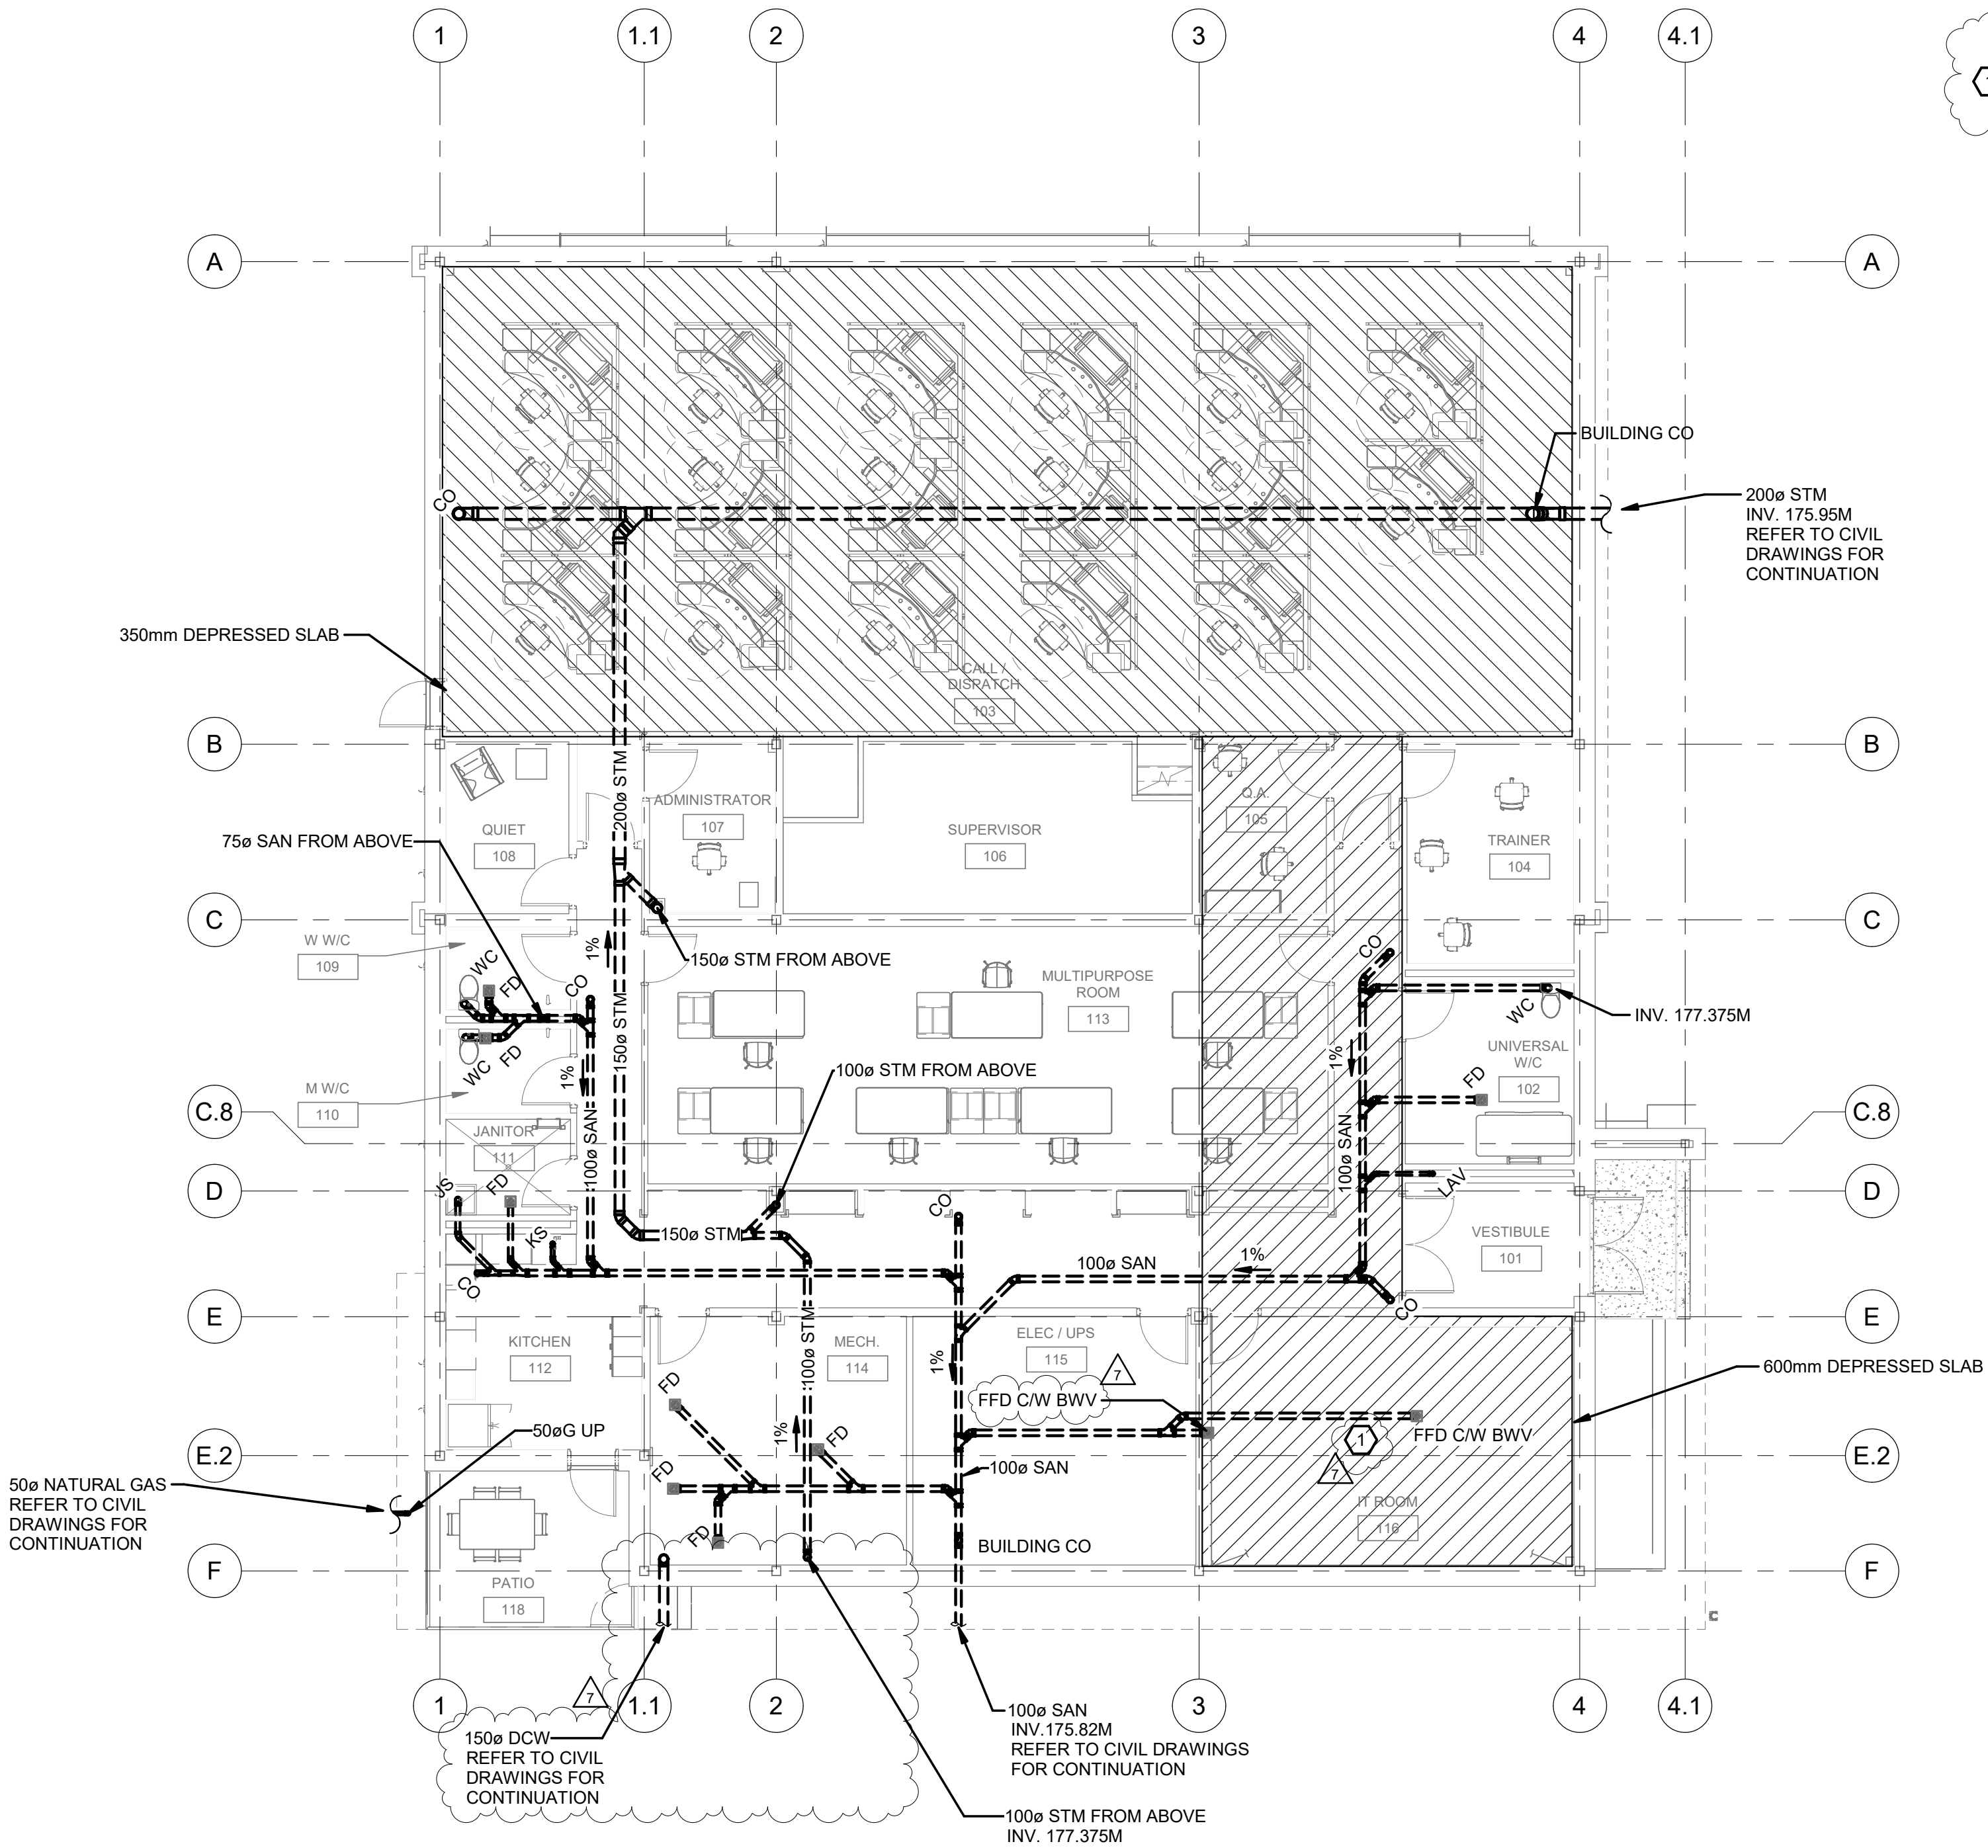 1
1.1
2
3
4
4.1
A
A
BUILDING CO
CO
200ø STM
INV. 175.95M
REFER TO CIVIL
DRAWINGS FOR
CONTINUATION
350mm DEPRESSED SLAB
CALL /
DISPATCH
103
B
B
200ø STM
ADMINISTRATOR
107
QUIET
108
SUPERVISOR
106
Q.A.
105
TRAINER
104
75ø SAN FROM ABOVE
C
C
W W/C
109
WC
FD
CO
1%
150ø STM FROM ABOVE
MULTIPURPOSE
ROOM
113
CO
WC
INV. 177.375M
150ø STM
WC
FD
1%
100ø STM FROM ABOVE
1%
UNIVERSAL
W/C
102
FD
M W/C
110
C.8
C.8
100ø SAN
100ø SAN
JANITOR
111
JS
FD
LAV
D
D
CO
KS
150ø STM
VESTIBULE
101
CO
100ø SAN
1%
CO
E
E
KITCHEN
112
100ø STM
MECH.
114
1%
ELEC / UPS
115
7
600mm DEPRESSED SLAB
FD
FFD C/W BWV
50øG UP
1%
FD
1
FFD C/W BWV
E.2
E.2
FD
100ø SAN
7
50ø NATURAL GAS
REFER TO CIVIL
DRAWINGS FOR
CONTINUATION
IT ROOM
116
FD
BUILDING CO
F
F
PATIO
118
7
1
1.1
2
3
4
4.1
150ø DCW
REFER TO CIVIL
DRAWINGS FOR
CONTINUATION
100ø SAN
INV.175.82M
REFER TO CIVIL DRAWINGS
FOR CONTINUATION
100ø STM FROM ABOVE
INV. 177.375M